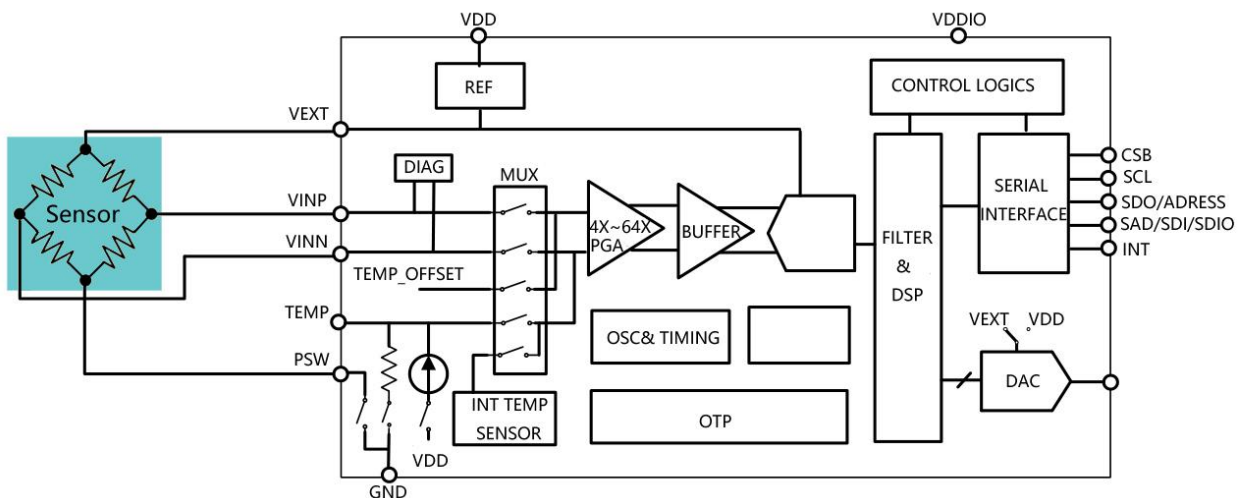 VDD
VDDIO
REF
CONTROL LOGICS
VEXT
DIAG
MUX
Sensor
VINP
VINN
4X~64X
PGA
BUFFER
FILTER
&
DSP
SERIAL
INTERFACE
CSB
SCL
SDO/ADRESS
SAD/SDI/SDIO
INT
TEMP_OFFSET
TEMP
OSC& TIMING
VEXT
VDD
PSW
DAC
INT TEMP
SENSOR
OTP
VDD
GND